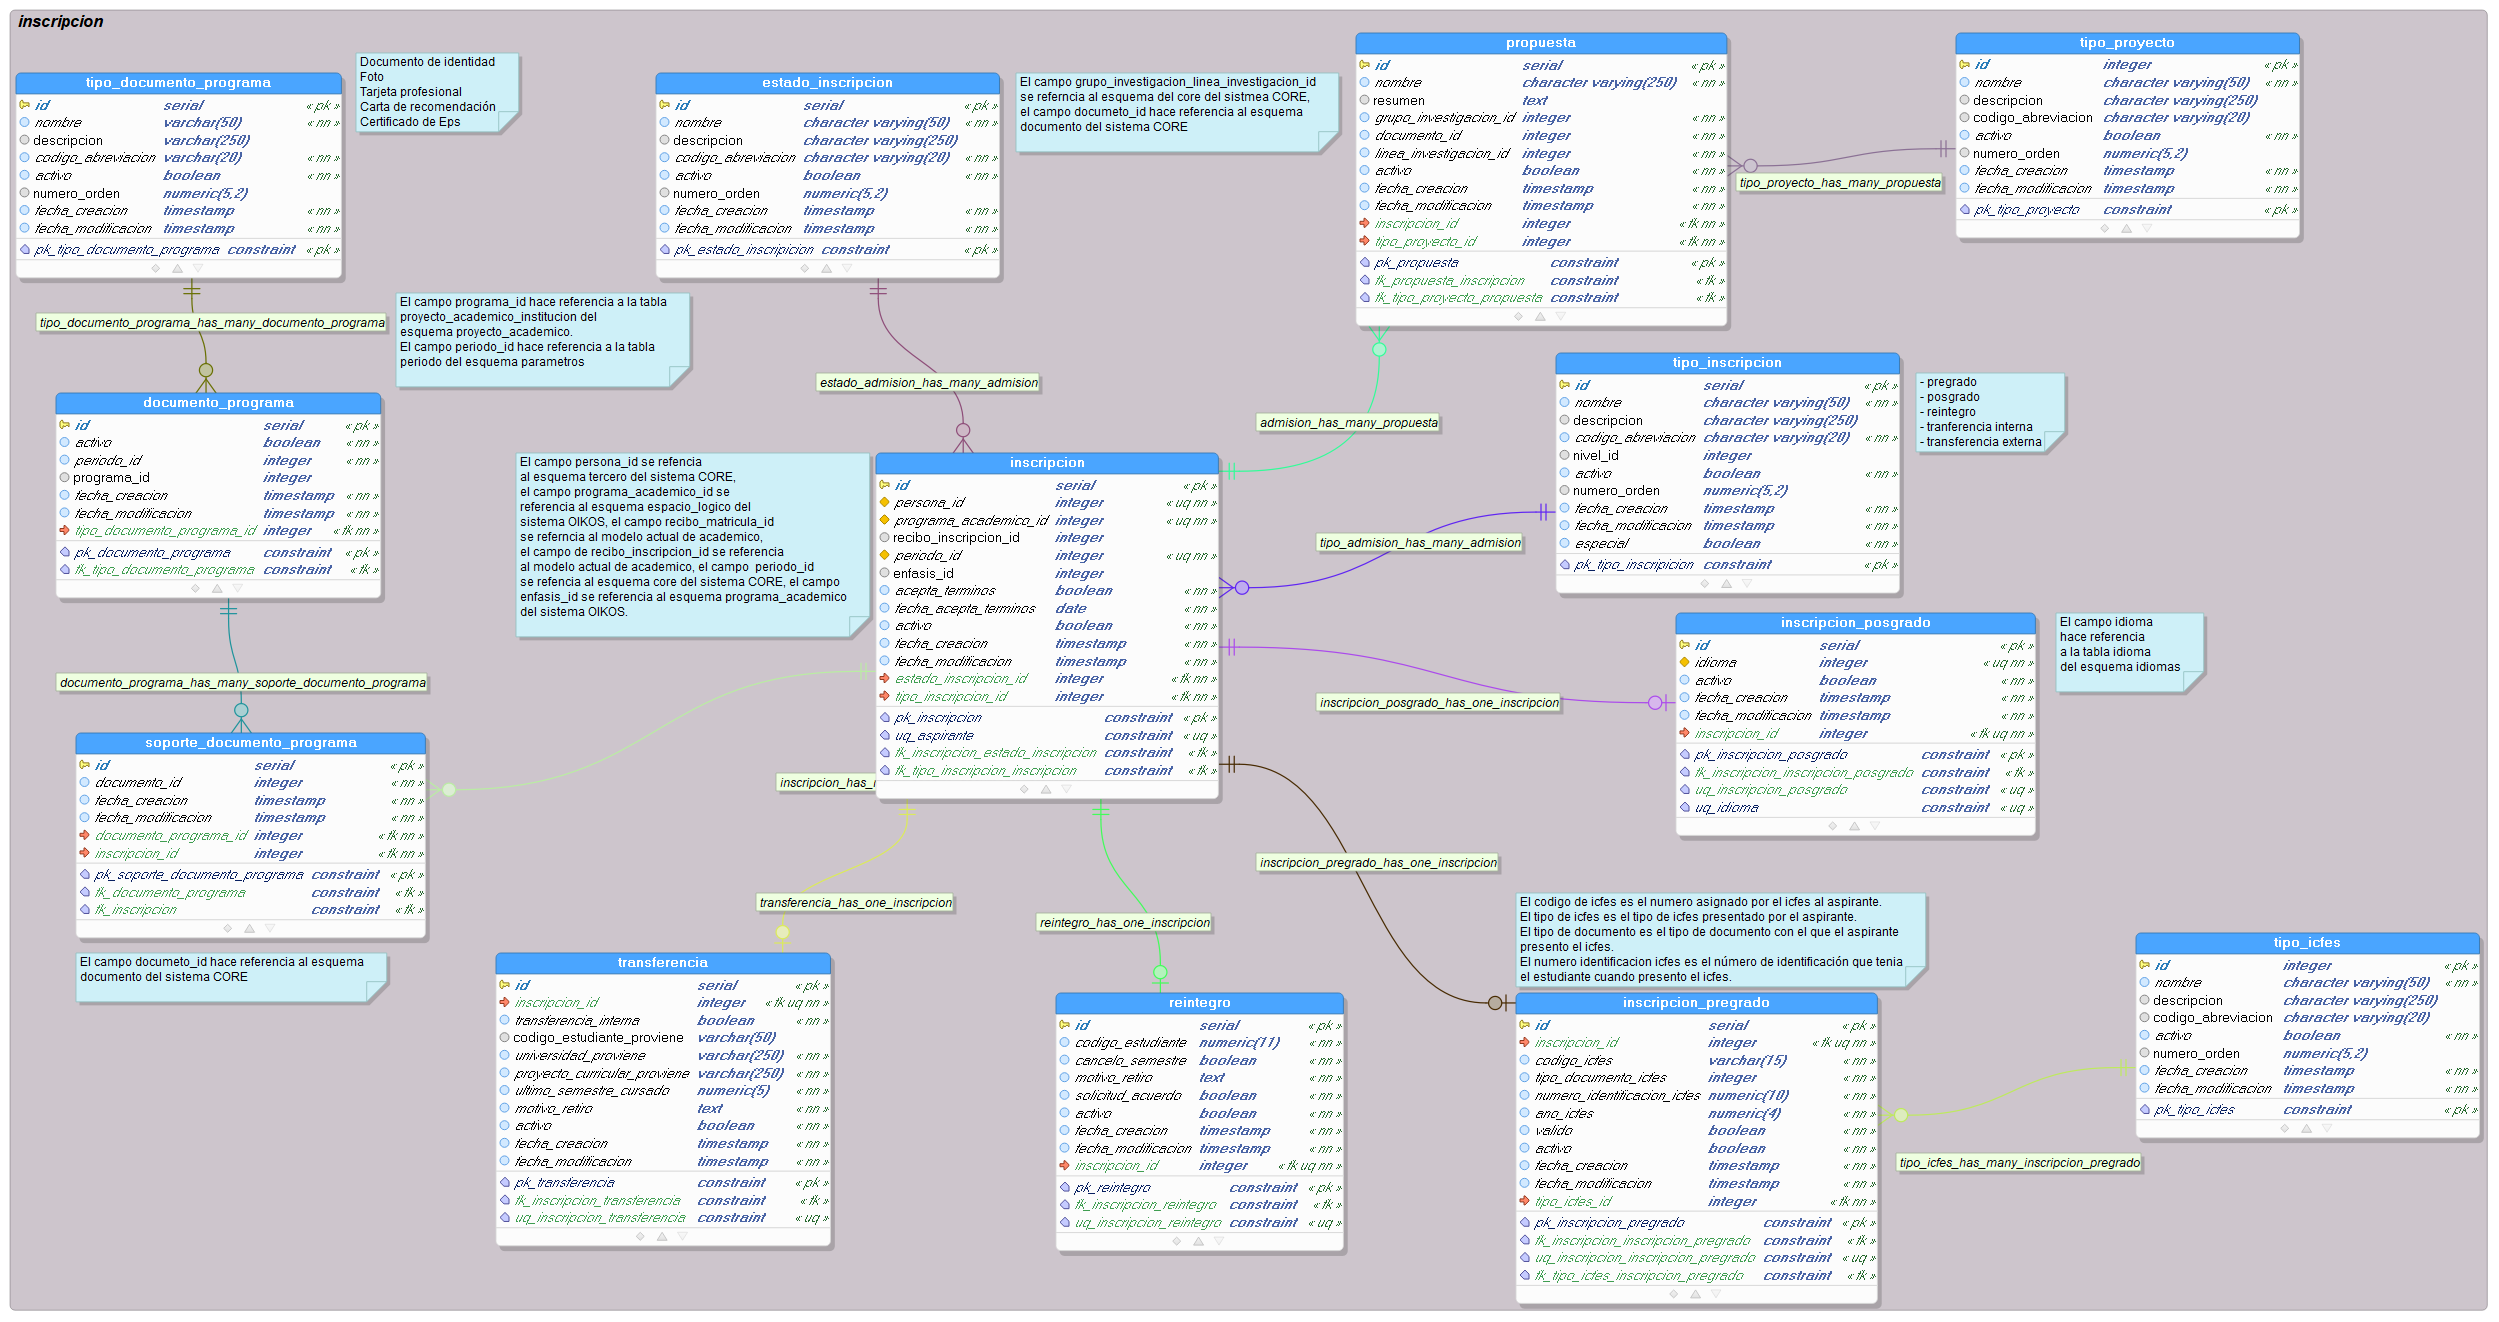 inscripcion
tipo_documento_programa
id serial « pk »
nombre varchar(50) « nn »
descripcion varchar(250)
codigo_abreviacion varchar(20) « nn »
activo boolean « nn »
numero_orden numeric(5,2)
fecha_creacion timestamp « nn »
fecha_modificacion timestamp « nn »
pk_tipo_documento_programa constraint « pk »
Documento de identidad
Foto
Tarjeta profesional
Carta de recomendación
Certificado de Eps
estado_inscripcion
id serial « pk »
nombre character varying(50) « nn »
descripcion character varying(250)
codigo_abreviacion character varying(20) « nn »
activo boolean « nn »
numero_orden numeric(5,2)
fecha_creacion timestamp « nn »
fecha_modificacion timestamp « nn »
pk_estado_inscripicion constraint « pk »
El campo grupo_investigacion_linea_investigacion_id
se referncia al esquema del core del sistmea CORE,
el campo documeto_id hace referencia al esquema
documento del sistema CORE
propuesta
id serial « pk »
nombre character varying(250) « nn »
resumen text
grupo_investigacion_id integer « nn »
documento_id integer « nn »
linea_investigacion_id integer « nn »
activo boolean « nn »
fecha_creacion timestamp « nn »
fecha_modificacion timestamp « nn »
inscripcion_id integer « fk nn »
tipo_proyecto_id integer « fk nn »
pk_propuesta constraint « pk »
fk_propuesta_inscripcion constraint « fk »
fk_tipo_proyecto_propuesta constraint « fk »
tipo_proyecto
id integer « pk »
nombre character varying(50) « nn »
descripcion character varying(250)
codigo_abreviacion character varying(20)
activo boolean « nn »
numero_orden numeric(5,2)
fecha_creacion timestamp « nn »
fecha_modificacion timestamp « nn »
pk_tipo_proyecto constraint « pk »
tipo_proyecto_has_many_propuesta
tipo_documento_programa_has_many_documento_programa
El campo programa_id hace referencia a la tabla
proyecto_academico_institucion del
esquema proyecto_academico.
El campo periodo_id hace referencia a la tabla
periodo del esquema parametros
estado_admision_has_many_admision
admision_has_many_propuesta
documento_programa
id serial « pk »
activo boolean « nn »
periodo_id integer « nn »
programa_id integer
fecha_creacion timestamp « nn »
fecha_modificacion timestamp « nn »
tipo_documento_programa_id integer « fk nn »
pk_documento_programa constraint « pk »
fk_tipo_documento_programa constraint « fk »
El campo persona_id se refencia
al esquema tercero del sistema CORE,
el campo programa_academico_id se
referencia al esquema espacio_logico del
sistema OIKOS, el campo recibo_matricula_id
se referncia al modelo actual de academico,
el campo de recibo_inscripcion_id se referencia
al modelo actual de academico, el campo periodo_id
se refencia al esquema core del sistema CORE, el campo
enfasis_id se referencia al esquema programa_academico
del sistema OIKOS.
inscripcion
id serial « pk »
persona_id integer « uq nn »
programa_academico_id integer « uq nn »
recibo_inscripcion_id integer
periodo_id integer « uq nn »
enfasis_id integer
acepta_terminos boolean « nn »
fecha_acepta_terminos date « nn »
activo boolean « nn »
fecha_creacion timestamp « nn »
fecha_modificacion timestamp « nn »
estado_inscripcion_id integer « fk nn »
tipo_inscripcion_id integer « fk nn »
pk_inscripcion constraint « pk »
uq_aspirante constraint « uq »
fk_inscripcion_estado_inscripcion constraint « fk »
fk_tipo_inscripcion_inscripcion constraint « fk »
tipo_inscripcion
id serial « pk »
nombre character varying(50) « nn »
descripcion character varying(250)
codigo_abreviacion character varying(20) « nn »
nivel_id integer
activo boolean « nn »
numero_orden numeric(5,2)
fecha_creacion timestamp « nn »
fecha_modificacion timestamp « nn »
especial boolean « nn »
pk_tipo_inscripicion constraint « pk »
- pregrado
- posgrado
- reintegro
- tranferencia interna
- transferencia externa
tipo_admision_has_many_admision
inscripcion_posgrado_has_one_inscripcion
inscripcion_posgrado
id serial « pk »
idioma integer « uq nn »
activo boolean « nn »
fecha_creacion timestamp « nn »
fecha_modificacion timestamp « nn »
inscripcion_id integer « fk uq nn »
pk_inscripcion_posgrado constraint « pk »
fk_inscripcion_inscripcion_posgrado constraint « fk »
uq_inscripcion_posgrado constraint « uq »
uq_idioma constraint « uq »
El campo idioma
hace referencia
a la tabla idioma
del esquema idiomas
documento_programa_has_many_soporte_documento_programa
soporte_documento_programa
id serial « pk »
documento_id integer « nn »
fecha_creacion timestamp « nn »
fecha_modificacion timestamp « nn »
documento_programa_id integer « fk nn »
inscripcion_id integer « fk nn »
pk_soporte_documento_programa constraint « pk »
fk_documento_programa constraint « fk »
fk_inscripcion constraint « fk »
El campo documeto_id hace referencia al esquema
documento del sistema CORE
inscripcion_has_
transferencia_has_one_inscripcion
reintegro_has_one_inscripcion
inscripcion_pregrado_has_one_inscripcion
transferencia
id serial « pk »
inscripcion_id integer « fk uq nn »
transferencia_interna boolean « nn »
codigo_estudiante_proviene varchar(50)
universidad_proviene varchar(250) « nn »
proyecto_curricular_proviene varchar(250) « nn »
ultimo_semestre_cursado numeric(5) « nn »
motivo_retiro text « nn »
activo boolean « nn »
fecha_creacion timestamp « nn »
fecha_modificacion timestamp « nn »
pk_transferencia constraint « pk »
fk_inscripcion_transferencia constraint « fk »
uq_inscripcion_transferencia constraint « uq »
reintegro
id serial « pk »
codigo_estudiante numeric(11) « nn »
cancelo_semestre boolean « nn »
motivo_retiro text « nn »
solicitud_acuerdo boolean « nn »
activo boolean « nn »
fecha_creacion timestamp « nn »
fecha_modificacion timestamp « nn »
inscripcion_id integer « fk uq nn »
pk_reintegro constraint « pk »
fk_inscripcion_reintegro constraint « fk »
uq_inscripcion_reintegro constraint « uq »
El codigo de icfes es el numero asignado por el icfes al aspirante.
El tipo de icfes es el tipo de icfes presentado por el aspirante.
El tipo de documento es el tipo de documento con el que el aspirante
presento el icfes.
El numero identificacion icfes es el número de identificación que tenia
el estudiante cuando presento el icfes.
inscripcion_pregrado
id serial « pk »
inscripcion_id integer « fk uq nn »
codigo_icfes varchar(15) « nn »
tipo_documento_icfes integer « nn »
numero_identificacion_icfes numeric(10) « nn »
ano_icfes numeric(4) « nn »
valido boolean « nn »
activo boolean « nn »
fecha_creacion timestamp « nn »
fecha_modificacion timestamp « nn »
tipo_icfes_id integer « fk nn »
pk_inscripcion_pregrado constraint « pk »
fk_inscripcion_inscripcion_pregrado constraint « fk »
uq_inscripcion_inscripcion_pregrado constraint « uq »
fk_tipo_icfes_inscripcion_pregrado constraint « fk »
tipo_icfes
id integer « pk »
nombre character varying(50) « nn »
descripcion character varying(250)
codigo_abreviacion character varying(20)
activo boolean « nn »
numero_orden numeric(5,2)
fecha_creacion timestamp « nn »
fecha_modificacion timestamp « nn »
pk_tipo_icfes constraint « pk »
tipo_icfes_has_many_inscripcion_pregrado